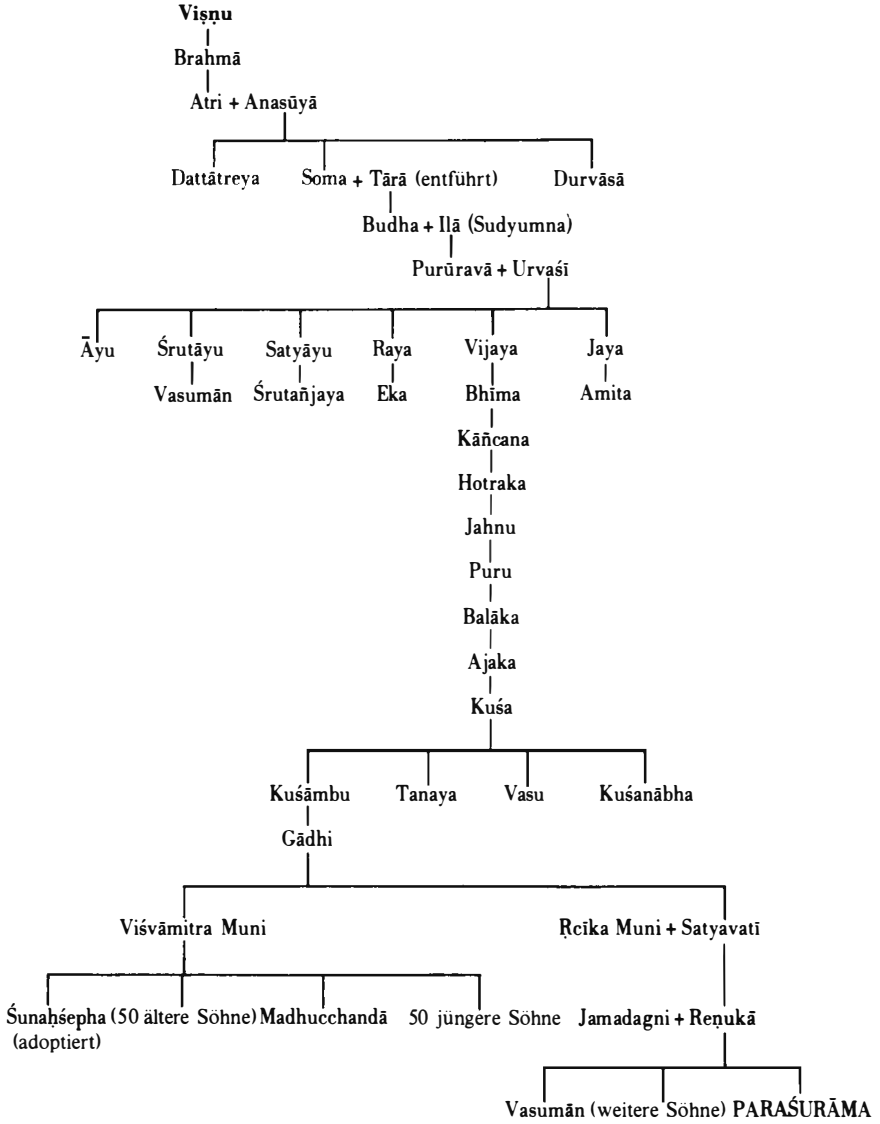 Viṣṇu
Brahmā
Atri + Anasūyā
Dattātreya Soma + Tārā (entführt) Durvāsā
Budha + Ilā (Sudyumna)
Purūravā + Urvaśī
Āyu Śrutāyu Satyāyu Raya Vijaya Jaya
Vasumān Śrutañjaya Eka Bhīma Amita
Kāñcana
Hotraka
Jahnu
Puru
Balāka
Ajaka
Kuśa
Kuśāmbu Tanaya Vasu Kuśanābha
Gādhi
Viśvāmitra Muni Ṛcīka Muni + Satyavatī
Śunaḥśepha (50 ältere Söhne) Madhucchandā 50 jüngere Söhne Jamadagni + Reṇukā
(adoptiert)
Vasumān (weitere Söhne) PARAŚURĀMA